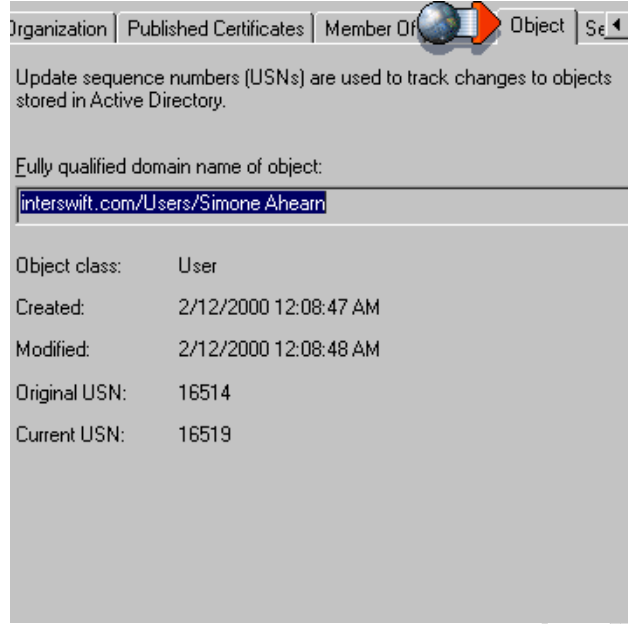 Organization Published Certificates Member Of Object Se
Update sequence numbers (USNs) are used to track changes to objects
stored in Active Directory.
Fully qualified domain name of object:
interswift.com/Users/Simone Ahearn
Object class: User
Created: 2/12/2000 12:08:47 AM
Modified: 2/12/2000 12:08:48 AM
Original USN: 16514
Current USN: 16519